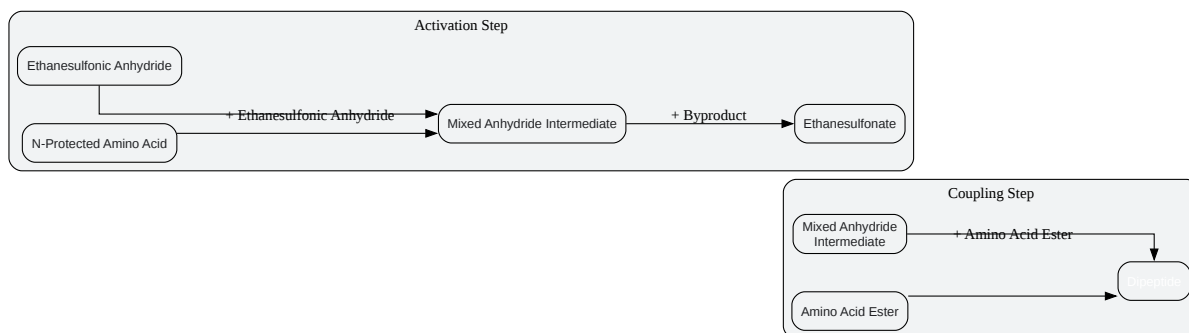 Activation Step
Ethanesulfonic Anhydride
+ Ethanesulfonic Anhydride
N-Protected Amino Acid
Mixed Anhydride Intermediate
+ Byproduct
Ethanesulfonate
Coupling Step
Mixed Anhydride
Intermediate
+ Amino Acid Ester
Dipeptide
Amino Acid Ester